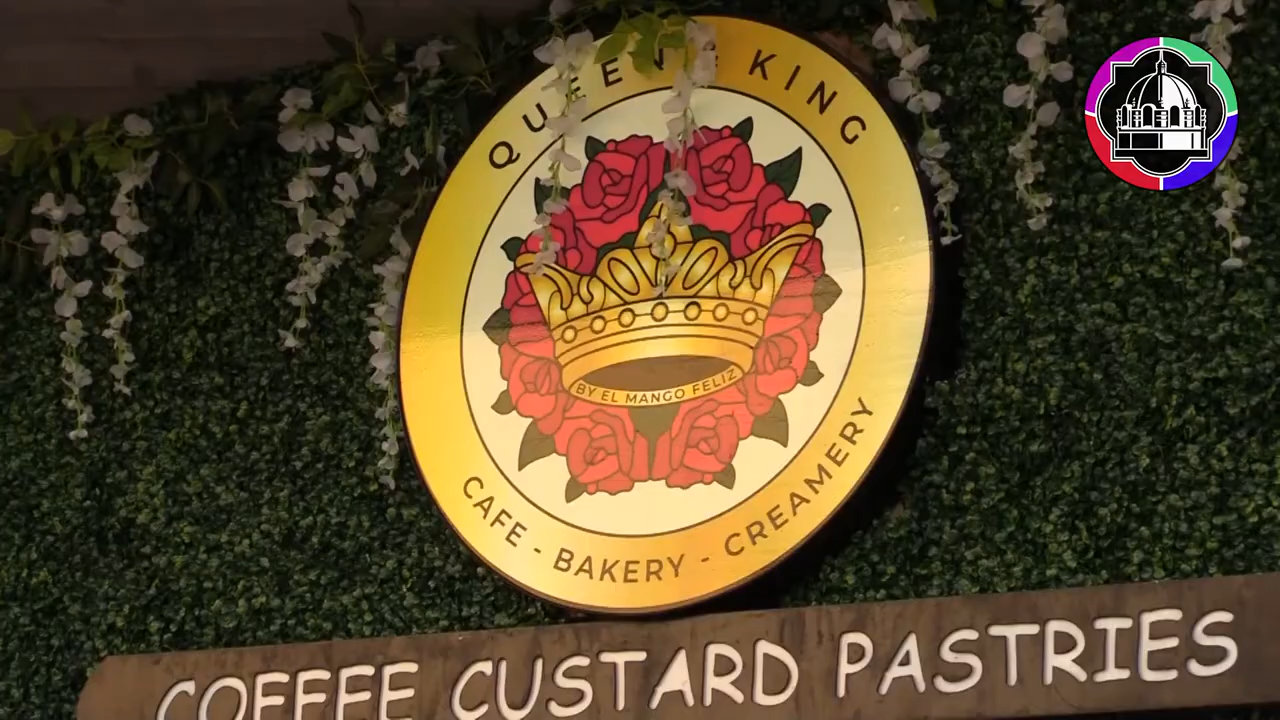 QUEEN KING
BY EL MANGO FELIZ
CAFE - BAKERY - CREAMERY
COFFEE CUSTARD PASTRIES